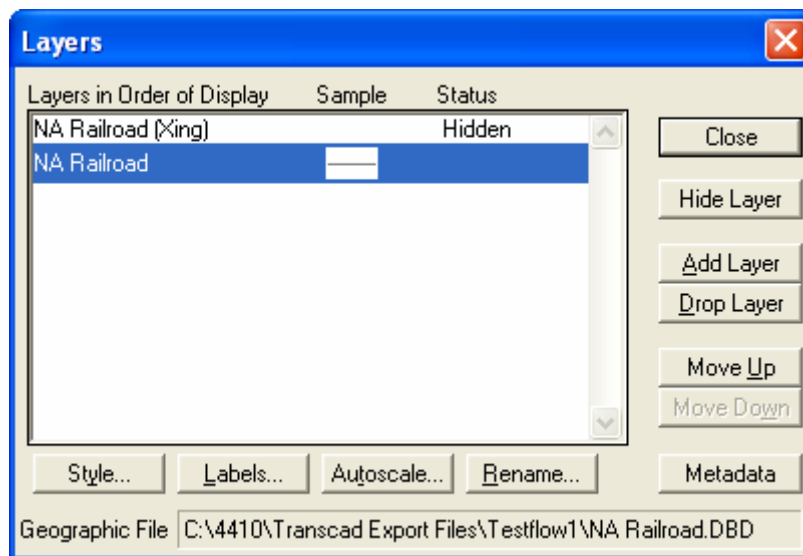 Layers
Layers in Order of Display Sample Status
NA Railroad (Xing) Hidden
NA Railroad
Close
Hide Layer
Add Layer
Drop Layer
Move Up
Move Down
Style... Labels... Autoscale... Rename... Metadata
Geographic File C:\4410\Transcad Export Files\Testflow1\NA Railroad.DBD